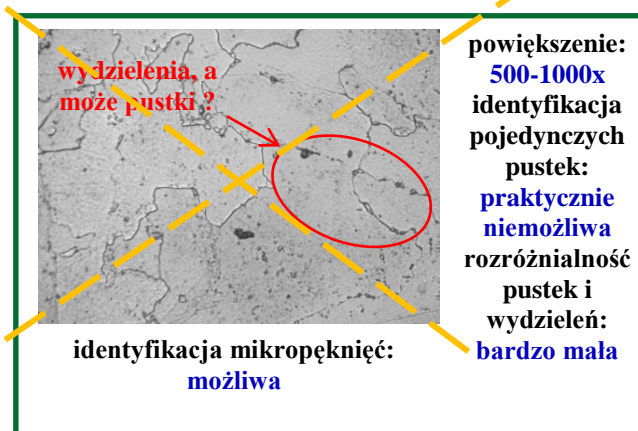 wydzielenia, a
może pustki ?
powiększenie:
500-1000x
identyfikacja
pojedynczych
pustek:
praktycznie
niemożliwa
rozróżnialność
pustek i
wydzieleń:
bardzo mała
identyfikacja mikropęknięć:
możliwa